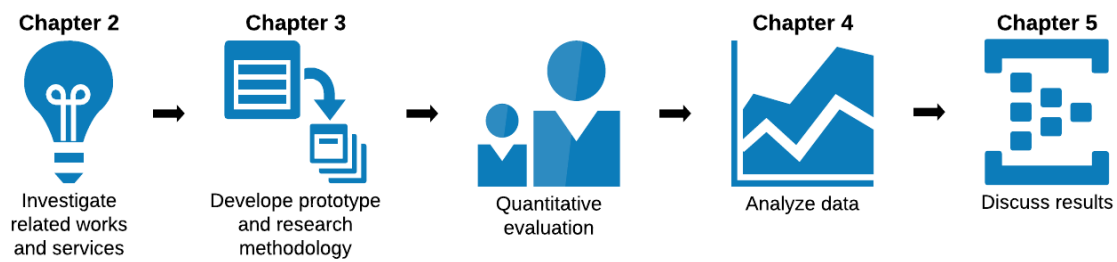 Chapter 2
Investigate
related works
and services
Chapter 3
Develope prototype
and research
methodology
Quantitative
evaluation
Chapter 4
Analyze data
Chapter 5
Discuss results